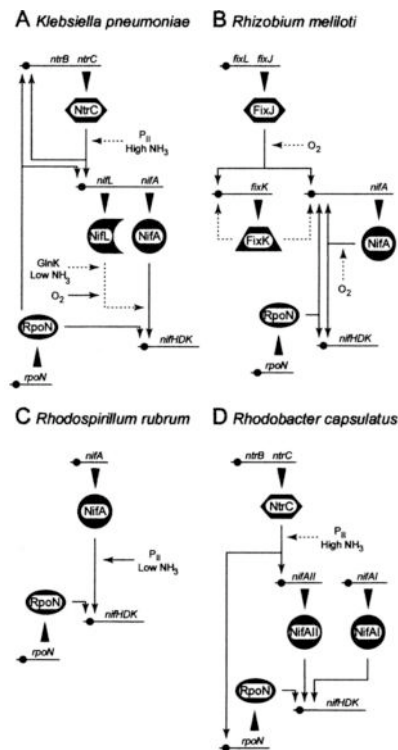 A Klebsiella pneumoniae
ntrB ntrC
NtrC
PII
High NH3
nifL nifA
NifL NifA
GlnK
Low NH3
O2
RpoN
nifHDK
rpoN
B Rhizobium meliloti
fixL fixJ
FixJ
O2
fixK nifA
FixK NifA
O2
RpoN
nifHDK
rpoN
C Rhodospirillum rubrum
nifA
NifA
PII
Low NH3
RpoN
nifHDK
rpoN
D Rhodobacter capsulatus
ntrB ntrC
NtrC
PII
High NH3
nifAII nifAI
NifAII NifAI
RpoN
nifHDK
rpoN